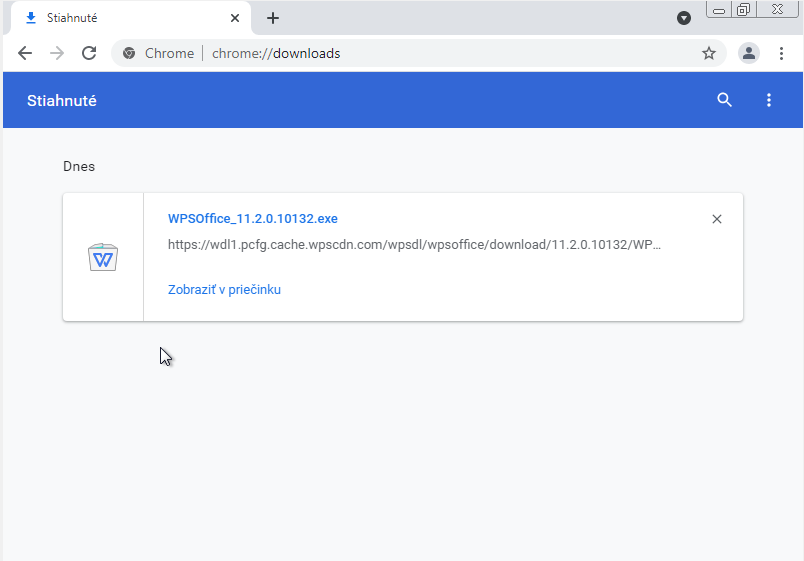 Stiahnuté
Chrome | chrome://downloads
Stiahnuté
Dnes
WPSOffice_11.2.0.10132.exe
https://wdl1.pcfg.cache.wpscdn.com/wpsdl/wpsoffice/download/11.2.0.10132/WP…
Zobraziť v priečinku